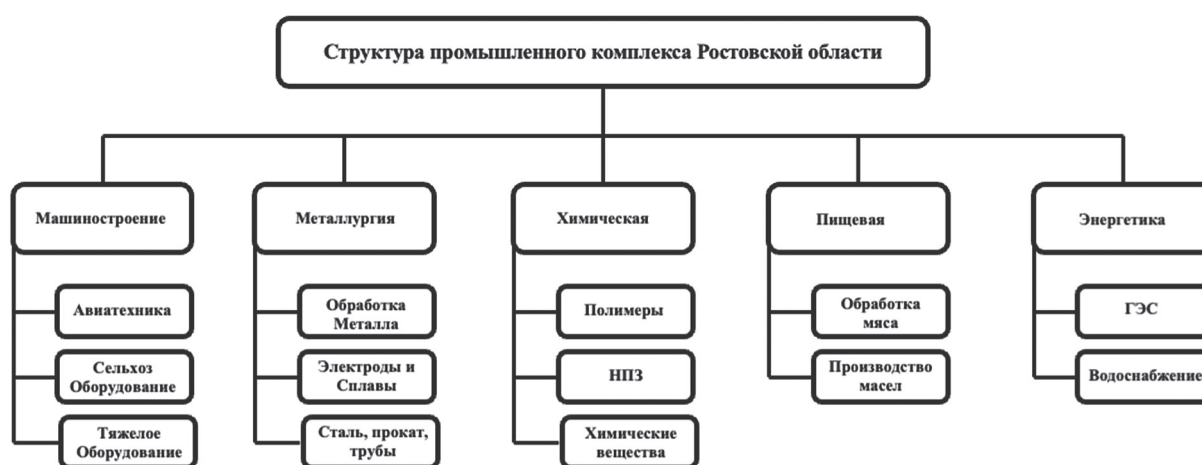 Структура промышленного комплекса Ростовской области
Машиностроение
Металлургия
Химическая
Пищевая
Энергетика
Авиатехника
Сельхоз
Оборудование
Тяжелое
Оборудование
Обработка
Металла
Электроды и
Сплавы
Сталь, прокат,
трубы
Полимеры
НПЗ
Химические
вещества
Обработка
мяса
Производство
масел
ГЭС
Водоснабжение